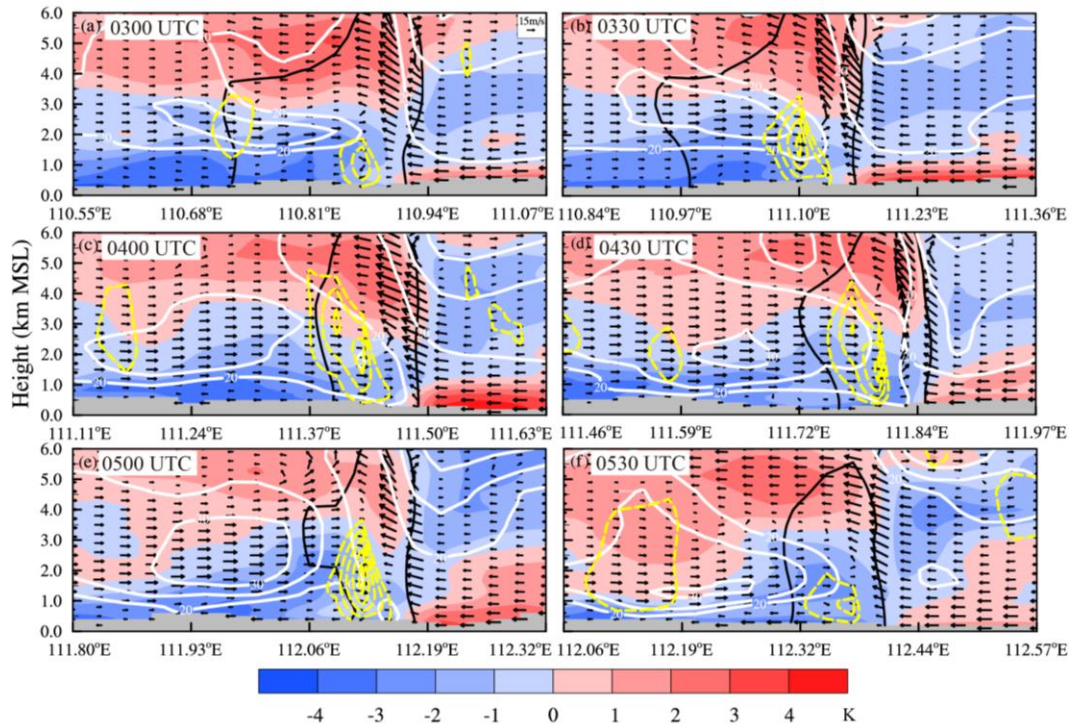 (a) 0300 UTC
15m/s
(b) 0330 UTC
6.0
5.0
4.0
3.0
2.0
1.0
0.0
20
20
110.55°E 110.68°E 110.81°E 110.94°E 111.07°E
110.84°E 110.97°E 111.10°E 111.23°E 111.36°E
(c) 0400 UTC
(d) 0430 UTC
6.0
5.0
4.0
3.0
2.0
1.0
0.0
20
20
111.11°E 111.24°E 111.37°E 111.50°E 111.63°E
111.46°E 111.59°E 111.72°E 111.84°E 111.97°E
(e) 0500 UTC
(f) 0530 UTC
6.0
5.0
4.0
3.0
2.0
1.0
0.0
20
20
20
111.80°E 111.93°E 112.06°E 112.19°E 112.32°E
112.06°E 112.19°E 112.32°E 112.44°E 112.57°E
Height (km MSL)
-4 -3 -2 -1 0 1 2 3 4 K